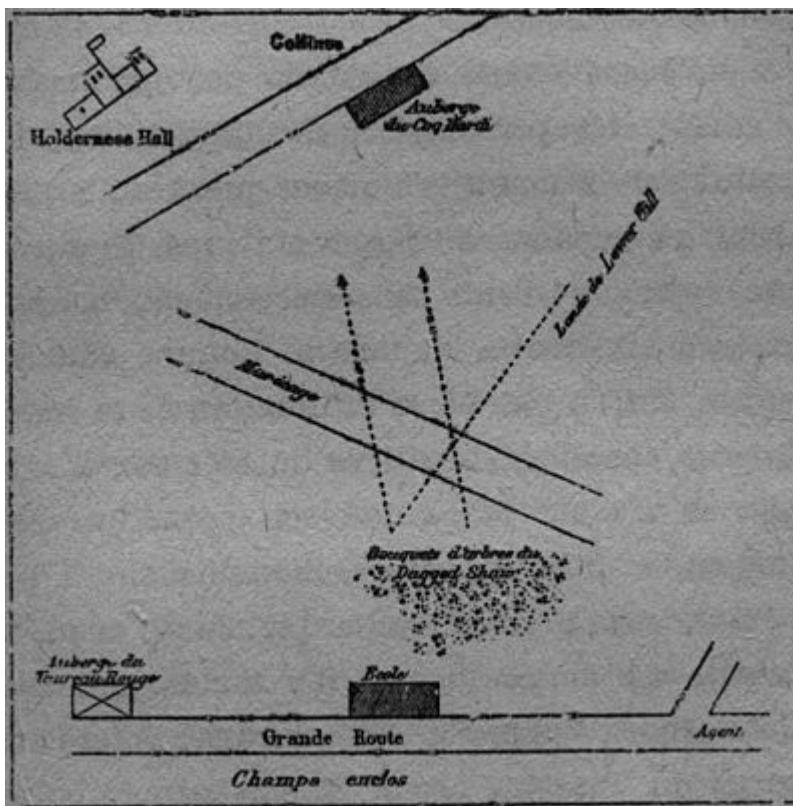 Collines
Holderness Hall
Auberge
du Coq Hardi
Lande de Lower Gill
Marécage
Bouquets d'arbres du
Ragged Shaw
Auberge du
Taureau Rouge
Ecole
Grande Route
Agent.
Champs enclos